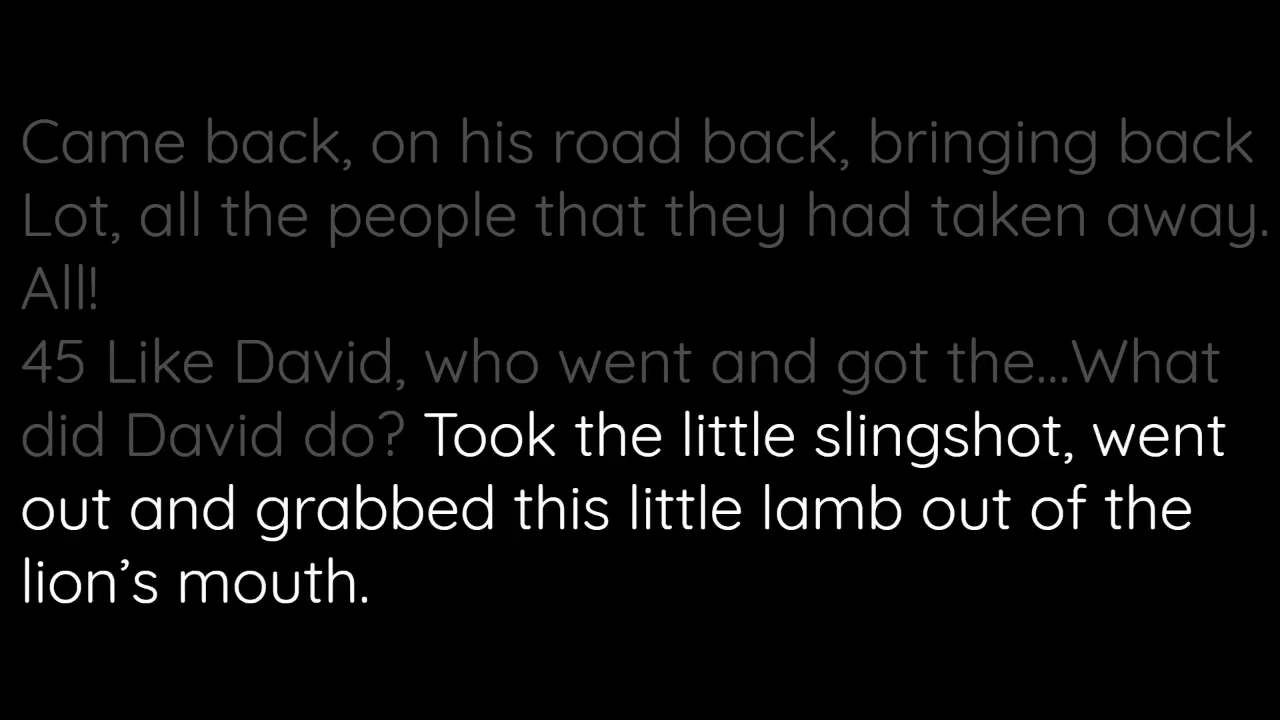 Came back, on his road back, bringing back
Lot, all the people that they had taken away.
All!
45 Like David, who went and got the...What
did David do? Took the little slingshot, went
out and grabbed this little lamb out of the
lion’s mouth.